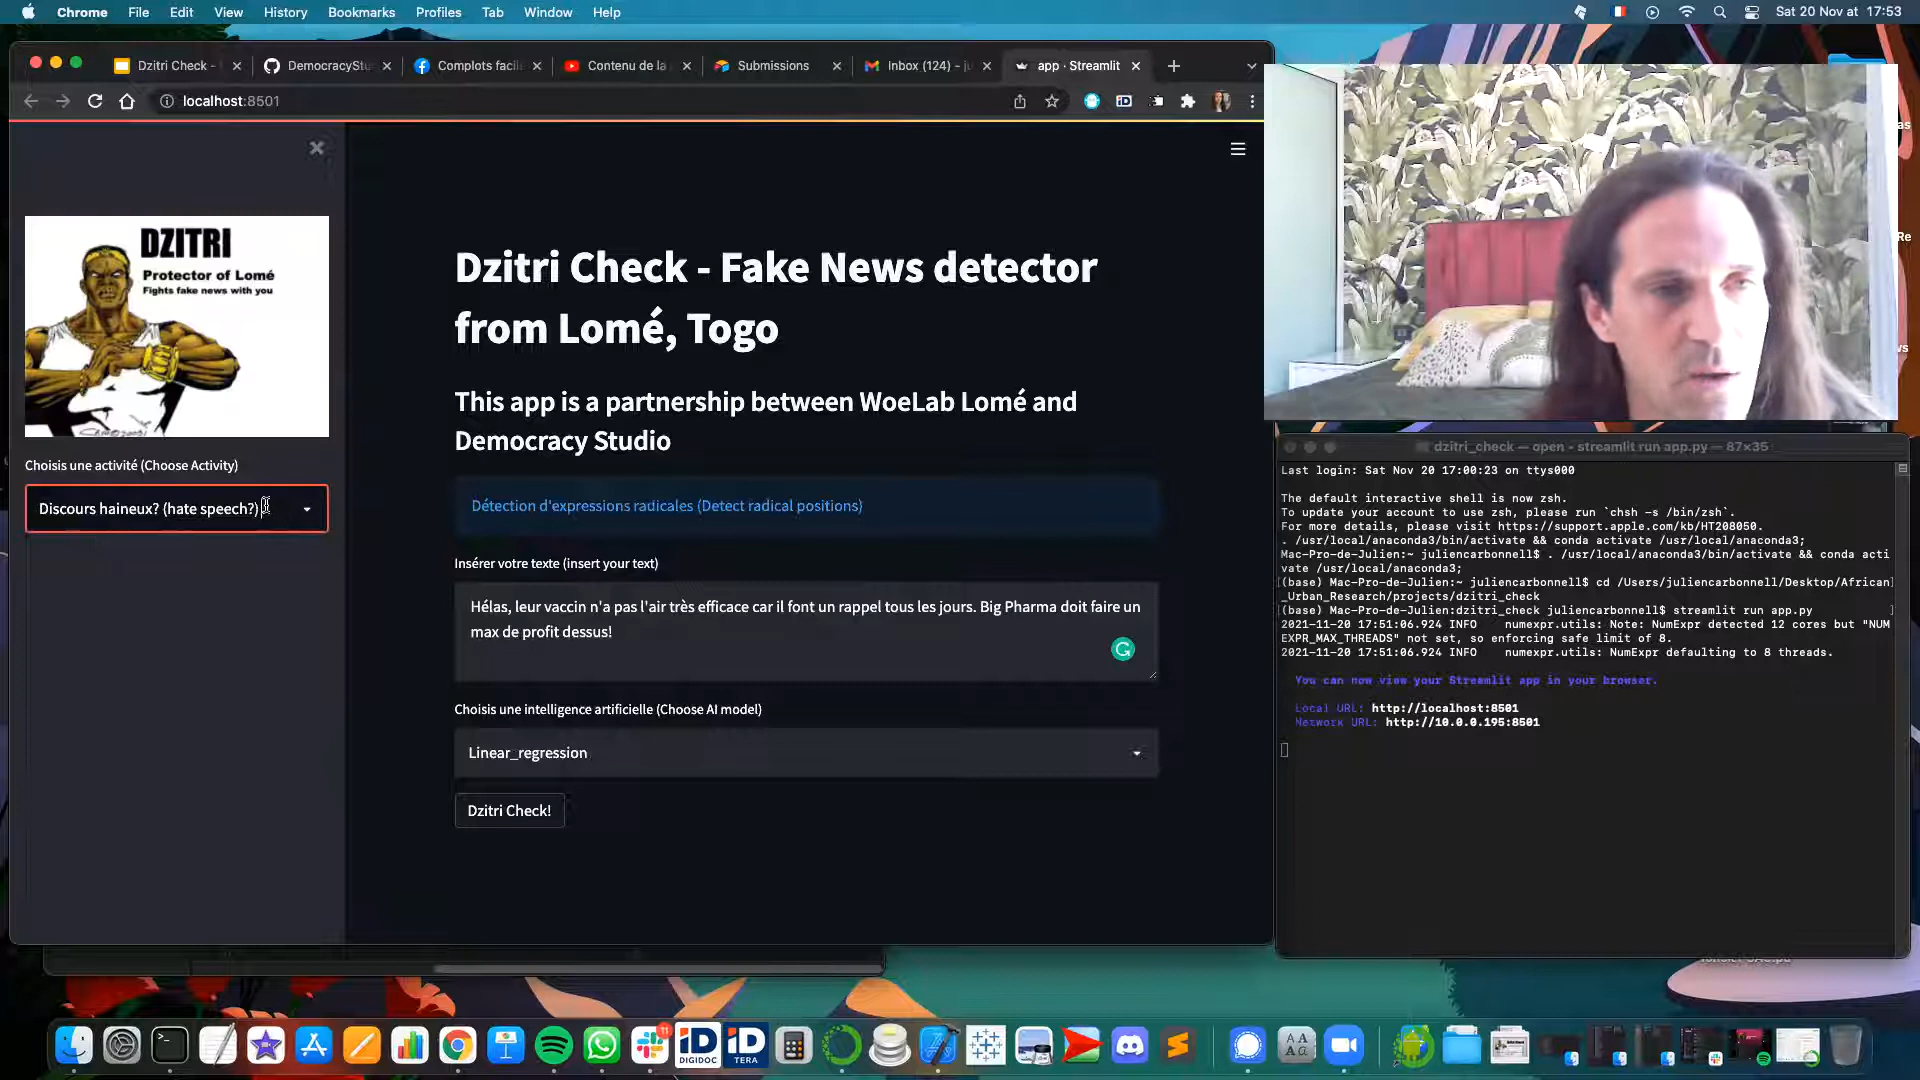 Chrome File Edit View History Bookmarks Profiles Tab Window Help
Sat 20 Nov at 17:53
Dzitri Check -
DemocracyStu
Complots facil
Contenu de la
Submissions
Inbox (124) - ju
app · Streamlit
localhost:8501
DZITRI
Protector of Lomé
Fights fake news with you
Choisis une activité (Choose Activity)
Discours haineux? (hate speech?)
Dzitri Check - Fake News detector
from Lomé, Togo
This app is a partnership between WoeLab Lomé and
Democracy Studio
Détection d'expressions radicales (Detect radical positions)
Insérer votre texte (insert your text)
Hélas, leur vaccin n'a pas l'air très efficace car il font un rappel tous les jours. Big Pharma doit faire un
max de profit dessus!
Choisis une intelligence artificielle (Choose AI model)
Linear_regression
Dzitri Check!
dzitri_check — open - streamlit run app.py — 87×35
Last login: Sat Nov 20 17:00:23 on ttys000
The default interactive shell is now zsh.
To update your account to use zsh, please run `chsh -s /bin/zsh`.
For more details, please visit https://support.apple.com/kb/HT208050.
. /usr/local/anaconda3/bin/activate && conda activate /usr/local/anaconda3;
Mac-Pro-de-Julien:~ juliencarbonnell$ . /usr/local/anaconda3/bin/activate && conda acti
vate /usr/local/anaconda3;
(base) Mac-Pro-de-Julien:~ juliencarbonnell$ cd /Users/juliencarbonnell/Desktop/African
_Urban_Research/projects/dzitri_check
(base) Mac-Pro-de-Julien:dzitri_check juliencarbonnell$ streamlit run app.py
2021-11-20 17:51:06.924 INFO numexpr.utils: Note: NumExpr detected 12 cores but "NUM
EXPR_MAX_THREADS" not set, so enforcing safe limit of 8.
2021-11-20 17:51:06.924 INFO numexpr.utils: NumExpr defaulting to 8 threads.
You can now view your Streamlit app in your browser.
Local URL: http://localhost:8501
Network URL: http://10.0.0.195:8501
11
iD
DIGIDOC
iD
TERA